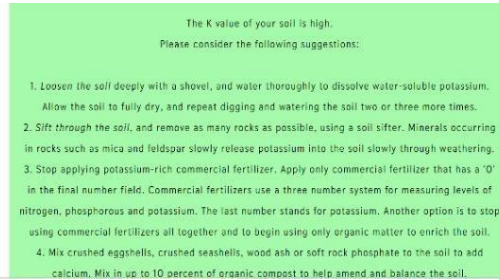 The K value of your soil is high.
Please consider the following suggestions:
1. Loosen the soil deeply with a shovel, and water thoroughly to dissolve water-soluble potassium.
Allow the soil to fully dry, and repeat digging and watering the soil two or three more times.
2. Sift through the soil, and remove as many rocks as possible, using a soil sifter. Minerals occurring
in rocks such as mica and feldspar slowly release potassium into the soil slowly through weathering.
3. Stop applying potassium-rich commercial fertilizer. Apply only commercial fertilizer that has a '0'
in the final number field. Commercial fertilizers use a three number system for measuring levels of
nitrogen, phosphorous and potassium. The last number stands for potassium. Another option is to stop
using commercial fertilizers all together and to begin using only organic matter to enrich the soil.
4. Mix crushed eggshells, crushed seashells, wood ash or soft rock phosphate to the soil to add
calcium. Mix in up to 10 percent of organic compost to help amend and balance the soil.